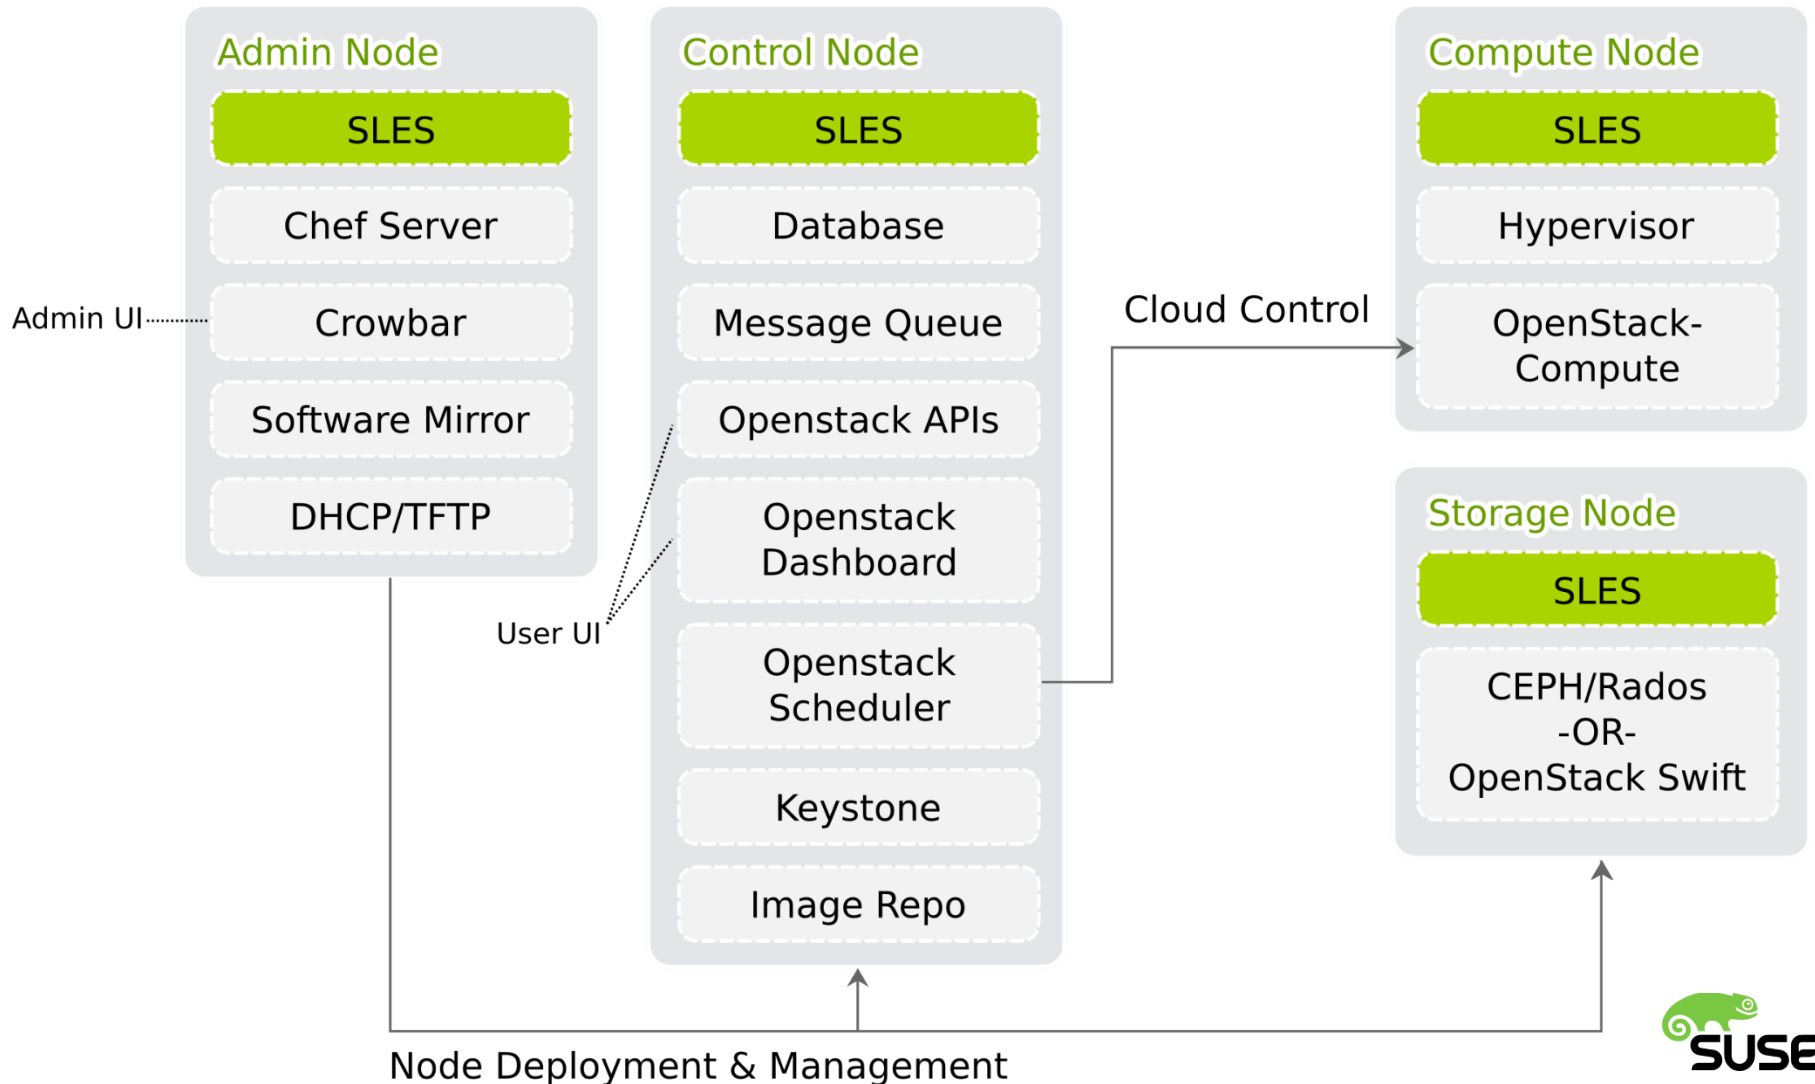 Admin Node
SLES
Chef Server
Crowbar
Software Mirror
DHCP/TFTP
Admin UI
Control Node
SLES
Database
Message Queue
Openstack APIs
Openstack
Dashboard
Openstack
Scheduler
Keystone
Image Repo
User UI
Cloud Control
Compute Node
SLES
Hypervisor
OpenStack-
Compute
Storage Node
SLES
CEPH/Rados
-OR-
OpenStack Swift
Node Deployment & Management
SUSE